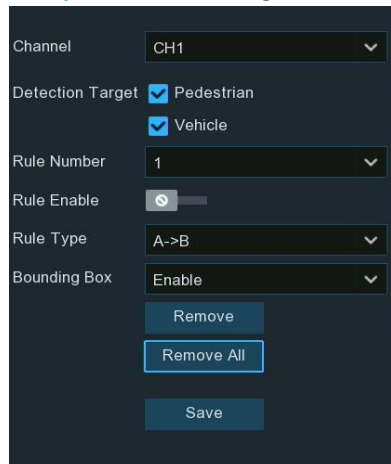 Channel CH1
Detection Target Pedestrian
Vehicle
Rule Number 1
Rule Enable
Rule Type A->B
Bounding Box Enable
Remove
Remove All
Save